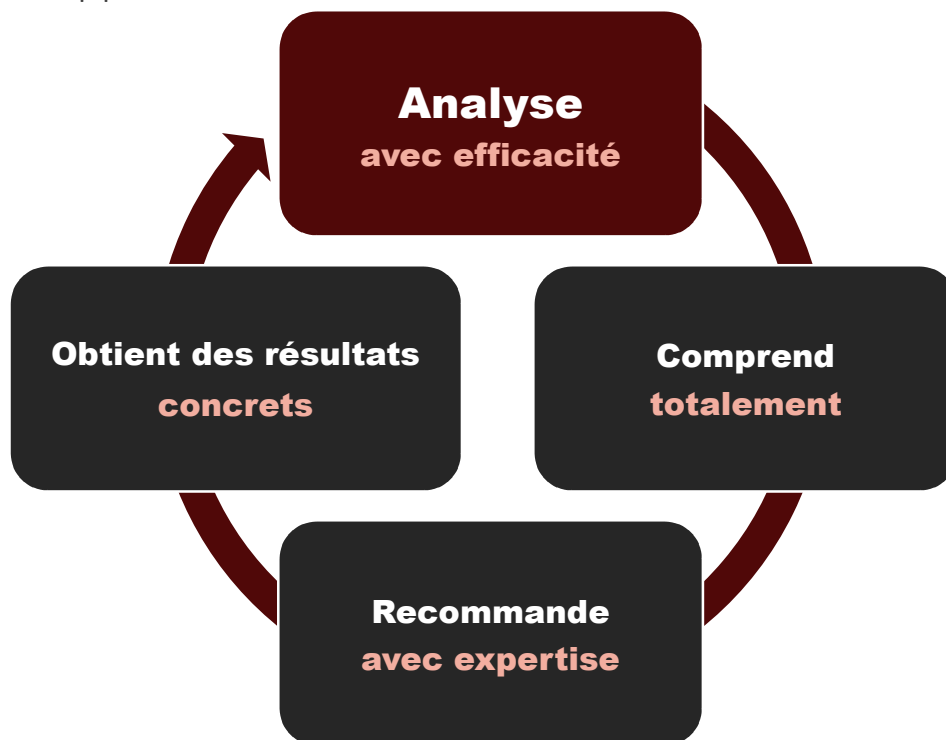 Analyse
avec efficacité
Comprend
totalement
Recommande
avec expertise
Obtient des résultats
concrets